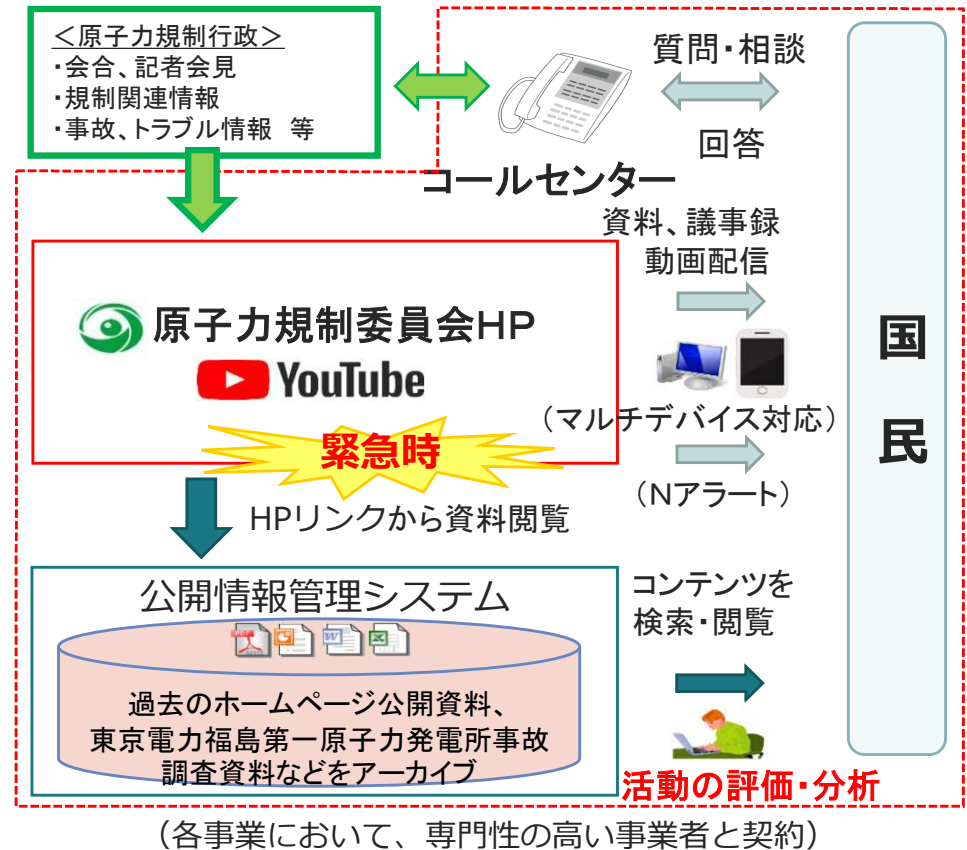 ＜原子力規制行政＞
・会合、記者会見
・規制関連情報
・事故、トラブル情報　等
質問・相談
回答
コールセンター
資料、議事録
動画配信
原子力規制委員会HP
YouTube
（マルチデバイス対応）
緊急時
（Nアラート）
HPリンクから資料閲覧
公開情報管理システム
過去のホームページ公開資料、
東京電力福島第一原子力発電所事故
調査資料などをアーカイブ
コンテンツを
検索・閲覧
活動の評価・分析
国
民
（各事業において、専門性の高い事業者と契約）